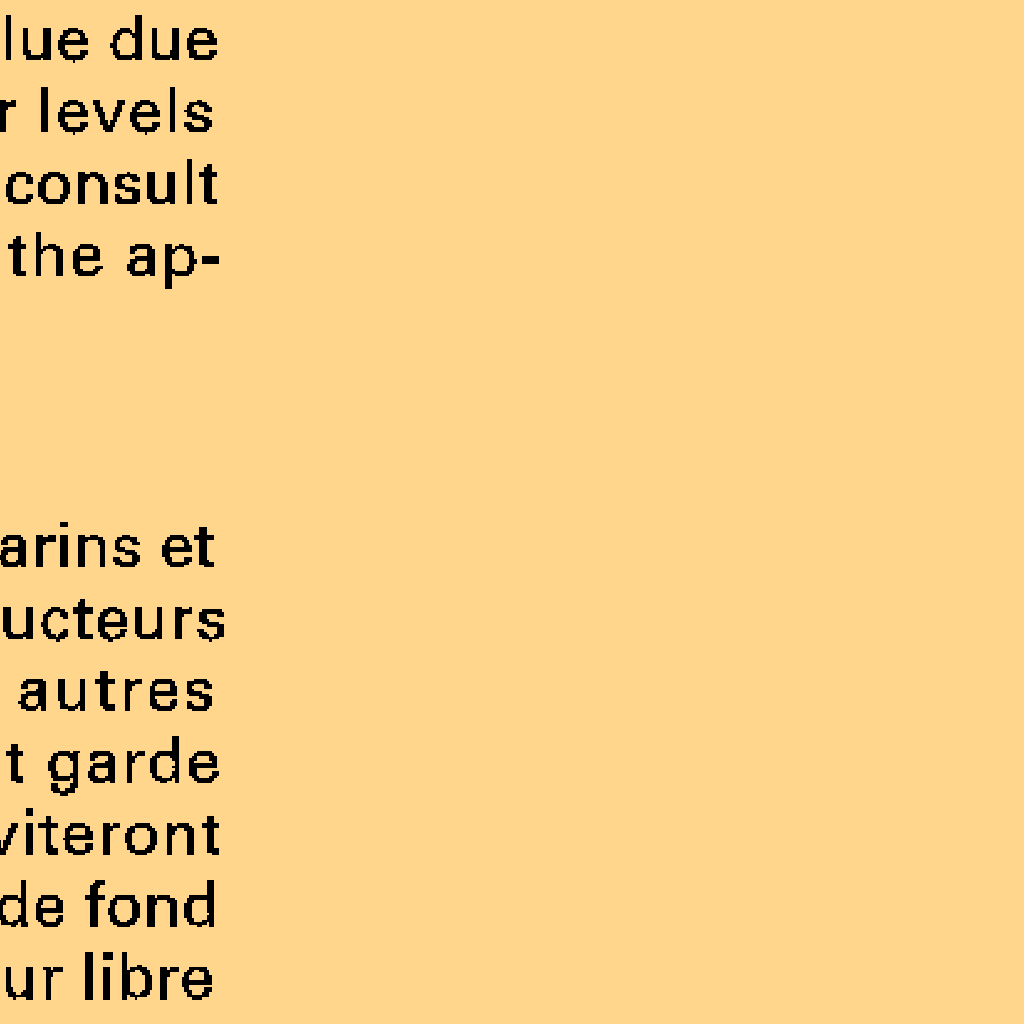 lue due
r levels
consult
the ap-
arins et
ucteurs
autres
t garde
viteront
de fond
ur libre